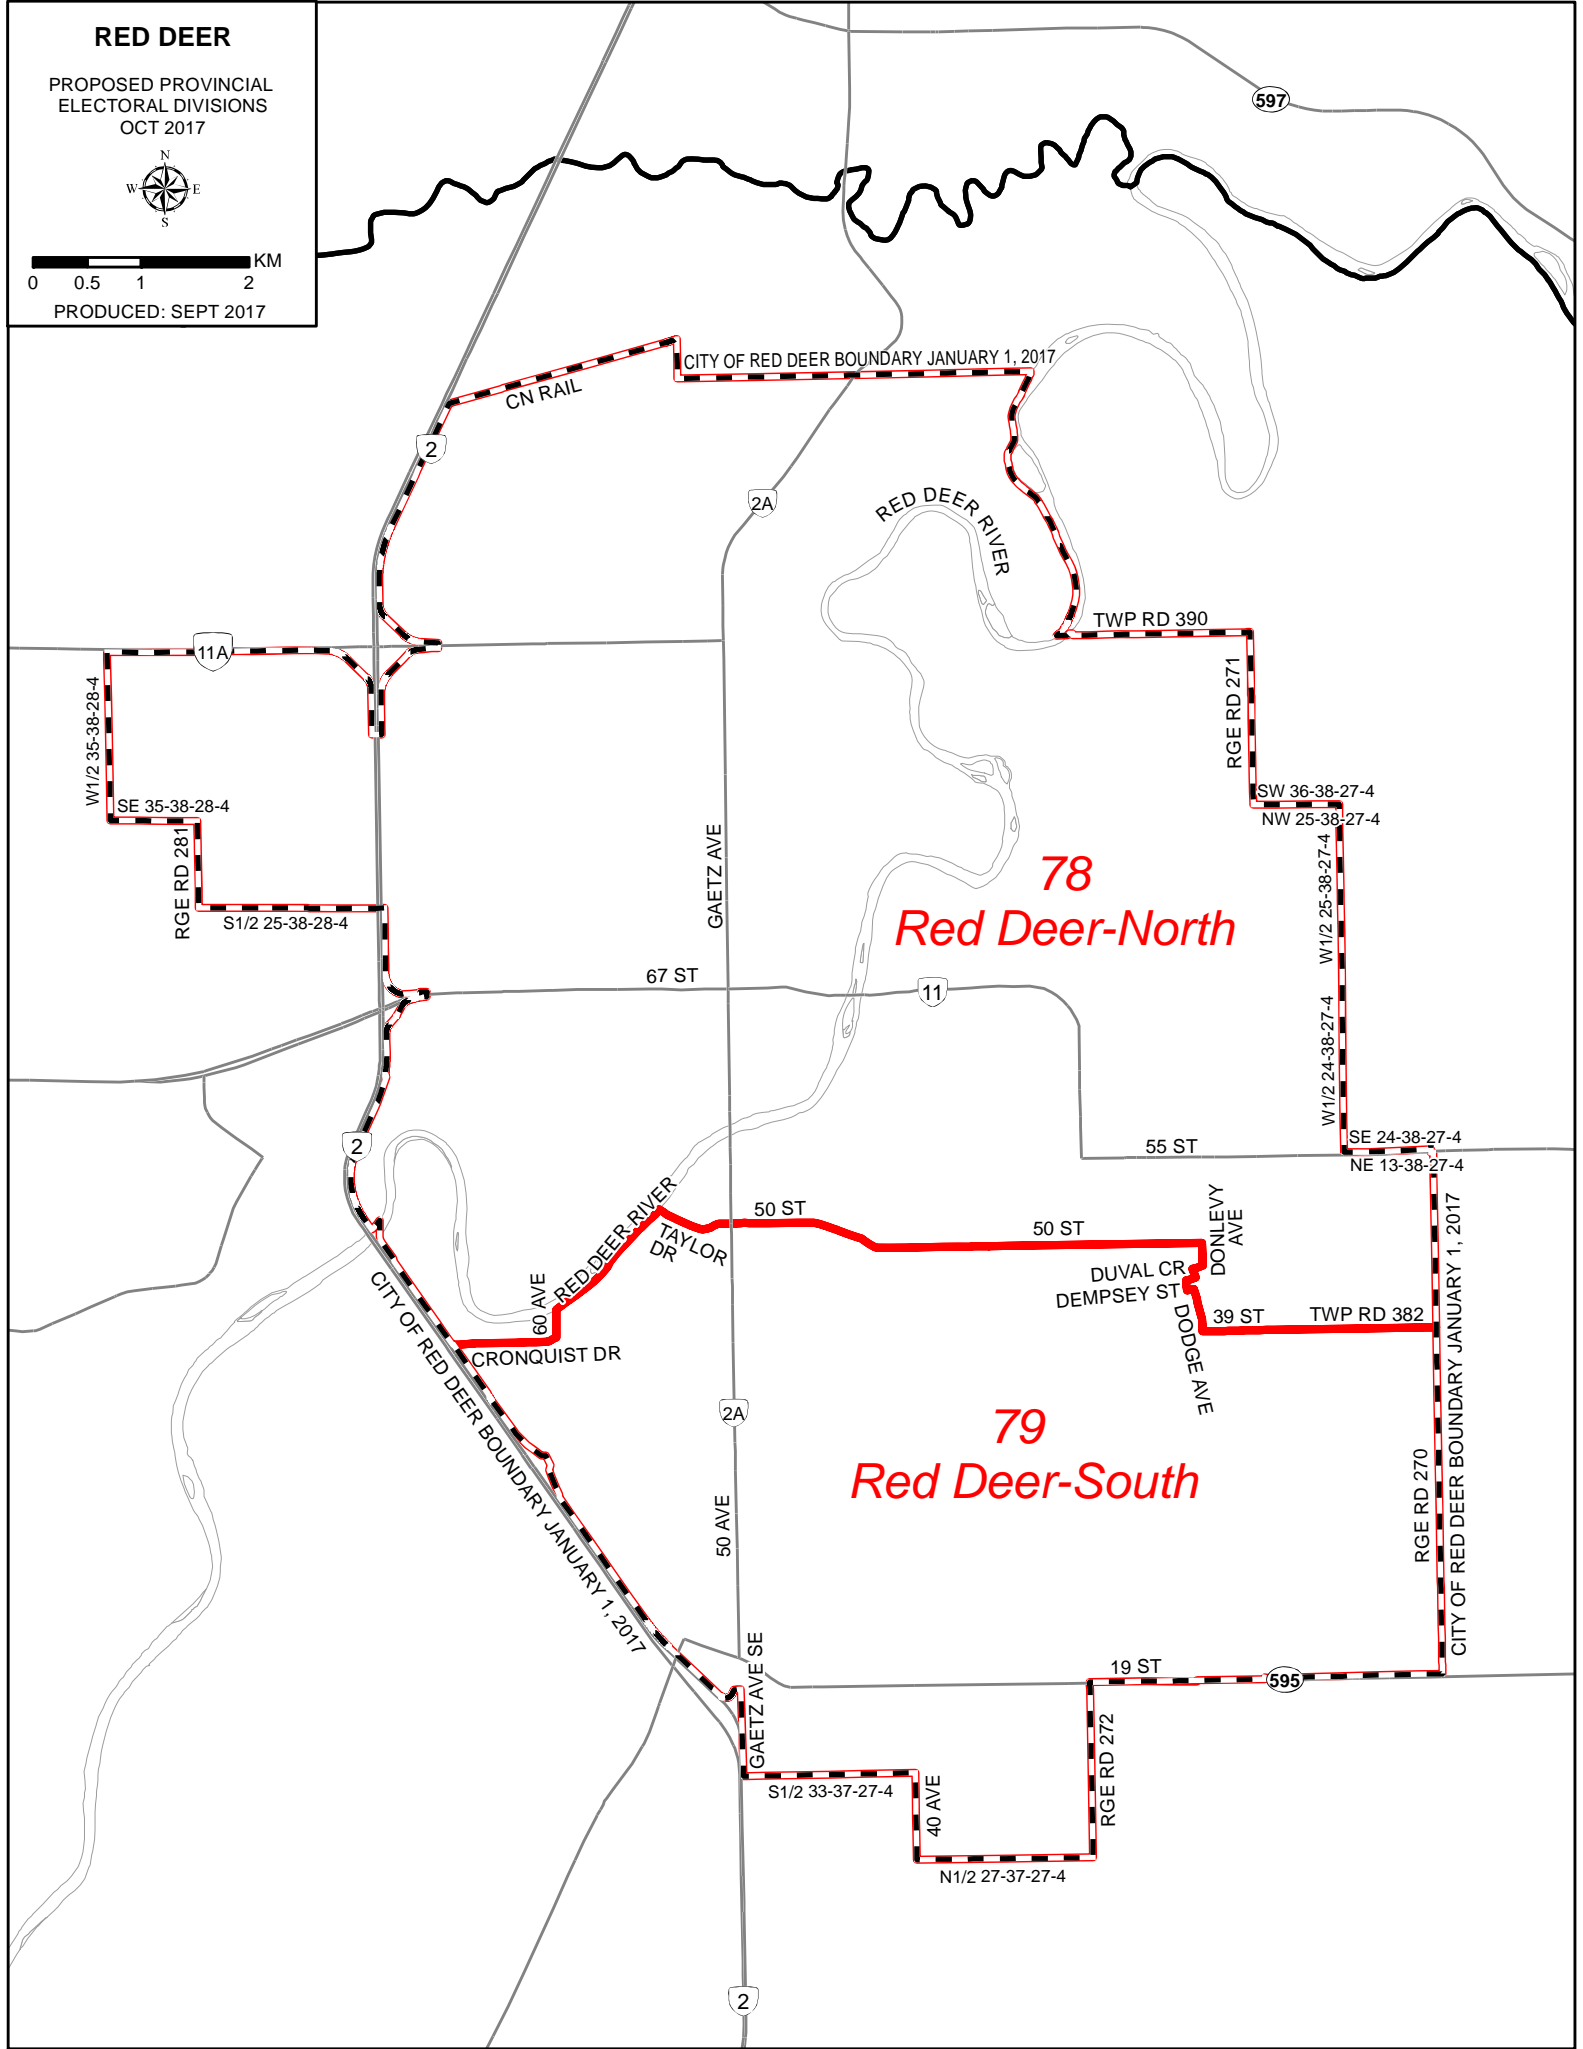 RED DEER
PROPOSED PROVINCIAL
ELECTORAL DIVISIONS
OCT 2017
N
W E
S
KM
0 0.5 1 2
PRODUCED: SEPT 2017
597
CITY OF RED DEER BOUNDARY JANUARY 1, 2017
CN RAIL
2
2A
RED DEER RIVER
TWP RD 390
11A
RGE RD 271
W1/2 35-38-28-4
SE 35-38-28-4
SW 36-38-27-4
NW 25-38-27-4
RGE RD 281
GAETZ AVE
W1/2 25-38-27-4
78
Red Deer-North
S1/2 25-38-28-4
67 ST
11
W1/2 24-38-27-4
2
55 ST
SE 24-38-27-4
NE 13-38-27-4
RED DEER RIVER
50 ST
TAYLOR
DR
50 ST
DONLEVY
AVE
DUVAL CR
DEMPSEY ST
60 AVE
39 ST
TWP RD 382
DODGE AVE
CRONQUIST DR
CITY OF RED DEER BOUNDARY JANUARY 1, 2017
CITY OF RED DEER BOUNDARY JANUARY 1, 2017
2A
79
Red Deer-South
50 AVE
RGE RD 270
GAETZ AVE SE
19 ST
595
RGE RD 272
S1/2 33-37-27-4
40 AVE
N1/2 27-37-27-4
2